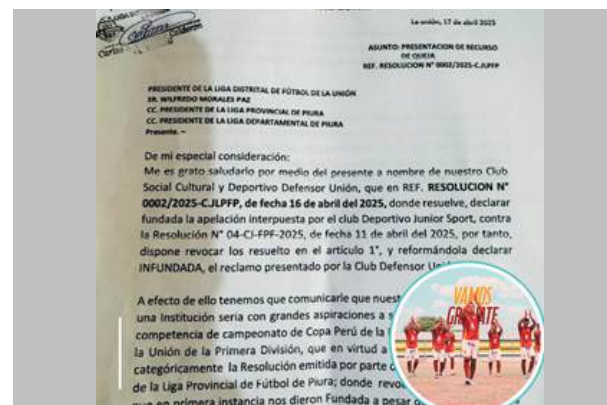 La unión, 17 de abril 2025
ASUNTO: PRESENTACION DE RECURSO
DE QUEJA
REF. RESOLUCION N° 0002/2025-CJLPFP
PRESIDENTE DE LA LIGA DISTRITAL DE FÚTBOL DE LA UNIÓN
SR. WILFREDO MORALES PAZ
CC. PRESIDENTE DE LA LIGA PROVINCIAL DE PIURA
CC. PRESIDENTE DE LA LIGA DEPARTAMENTAL DE PIURA
Presente. –
De mi especial consideración:
Me es grato saludarlo por medio del presente a nombre de nuestro Club
Social Cultural y Deportivo Defensor Unión, que en REF. RESOLUCION N°
0002/2025-CJLPFP, de fecha 16 de abril del 2025, donde resuelve, declarar
fundada la apelación interpuesta por el club Deportivo Junior Sport, contra
la Resolución N° 04-CJ-FPF-2025, de fecha 11 de abril del 2025, por tanto,
dispone revocar los resuelto en el artículo 1°, y reformándola declarar
INFUNDADA, el reclamo presentado por la Club Defensor
A efecto de ello tenemos que comunicarle que
una Institución seria con grandes aspiraciones a
competencia de campeonato de Copa Perú de la
la Unión de la Primera División, que en virtud a
categóricamente la Resolución emitida por parte
de la Liga Provincial de Fútbol de Piura; donde
que en primera instancia nos dieron Fundada a pesar
VAMOS